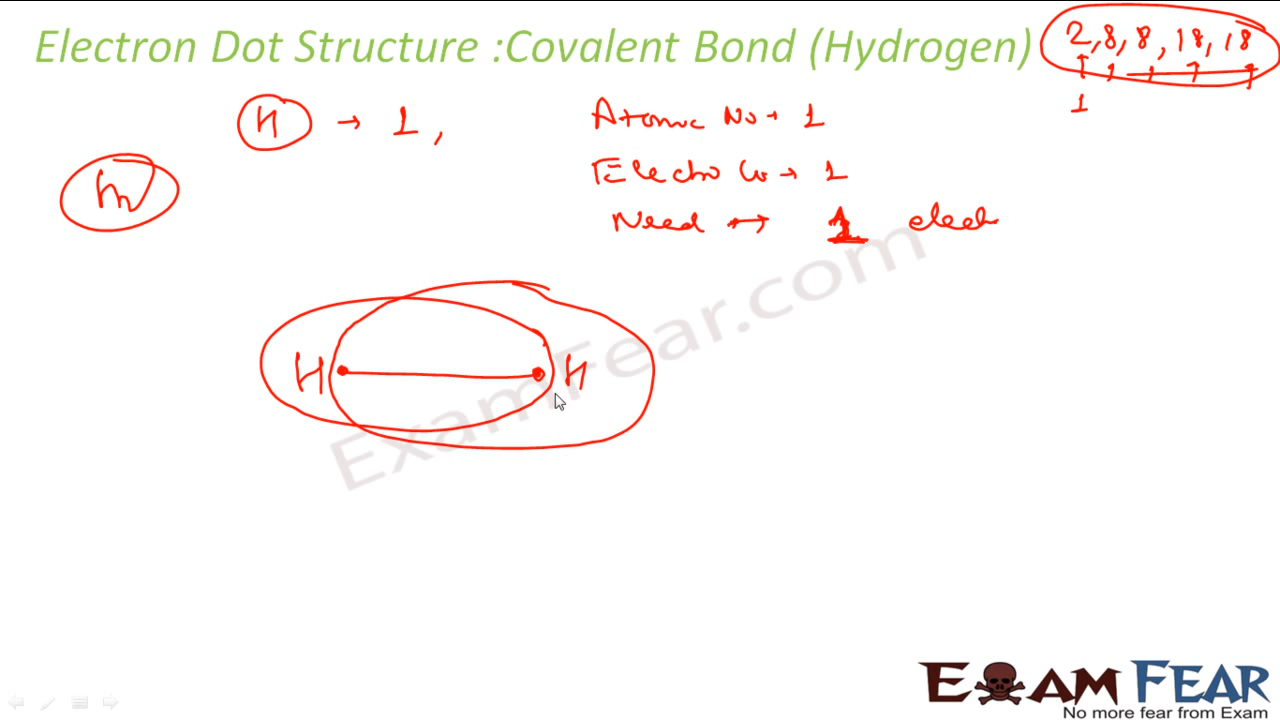 Electron Dot Structure :Covalent Bond (Hydrogen)
2,8,8,18,18
1
H → 1,
Atomic No → 1
Electro → 1
Need → 1 elect
H H
ExamFear.com
EXAM FEAR
No more fear from Exam